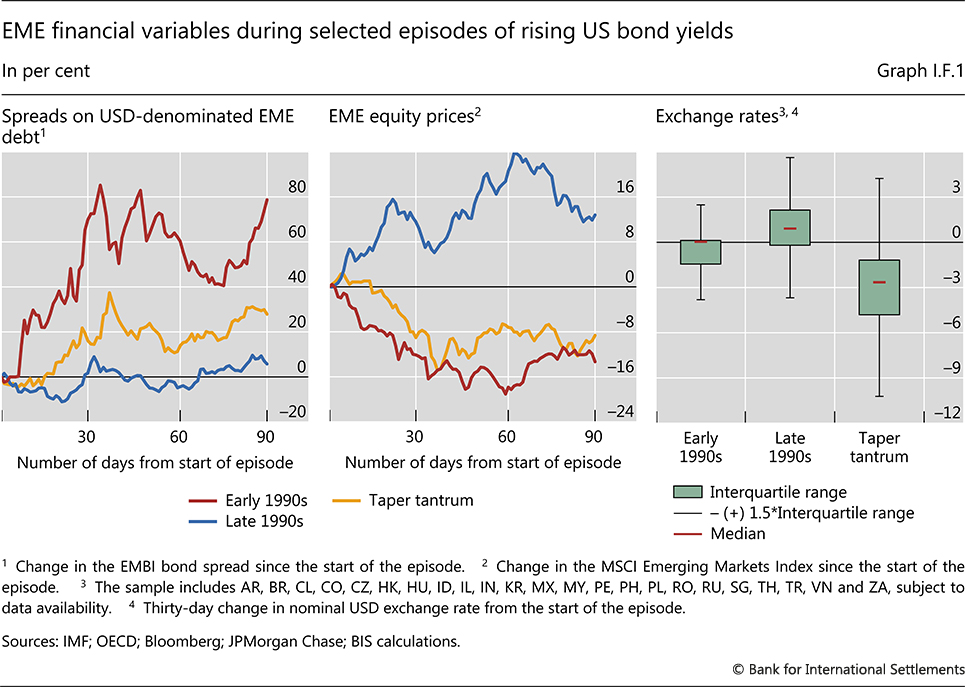 EME financial variables during selected episodes of rising US bond yields
In per cent
Graph I.F.1
Spreads on USD-denominated EME
debt1
80
60
40
20
0
–20
30
60
90
Number of days from start of episode
EME equity prices2
16
8
0
–8
–16
–24
30
60
90
Number of days from start of episode
Early 1990s
Late 1990s
Taper tantrum
Exchange rates3, 4
3
0
–3
–6
–9
–12
Early
1990s
Late
1990s
Taper
tantrum
Interquartile range
– (+) 1.5*Interquartile range
Median
1 Change in the EMBI bond spread since the start of the episode. 2 Change in the MSCI Emerging Markets Index since the start of the
episode. 3 The sample includes AR, BR, CL, CO, CZ, HK, HU, ID, IL, IN, KR, MX, MY, PE, PH, PL, RO, RU, SG, TH, TR, VN and ZA, subject to
data availability. 4 Thirty-day change in nominal USD exchange rate from the start of the episode.
Sources: IMF; OECD; Bloomberg; JPMorgan Chase; BIS calculations.
© Bank for International Settlements